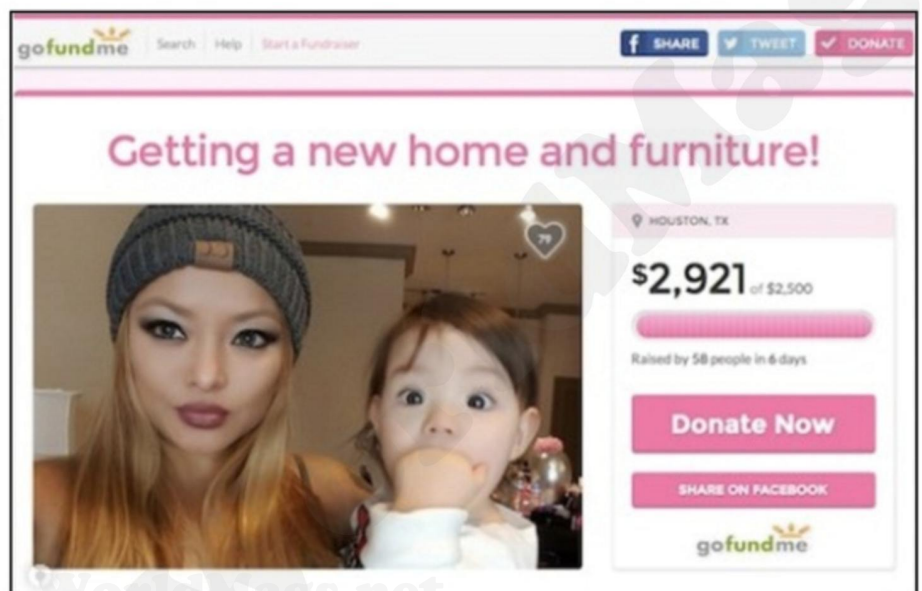 gofundme Search Help Start a Fundraiser f SHARE TWEET DONATE
Getting a new home and furniture!
79
HOUSTON, TX
$2,921 of $2,500
Raised by 58 people in 6 days
Donate Now
SHARE ON FACEBOOK
gofundme